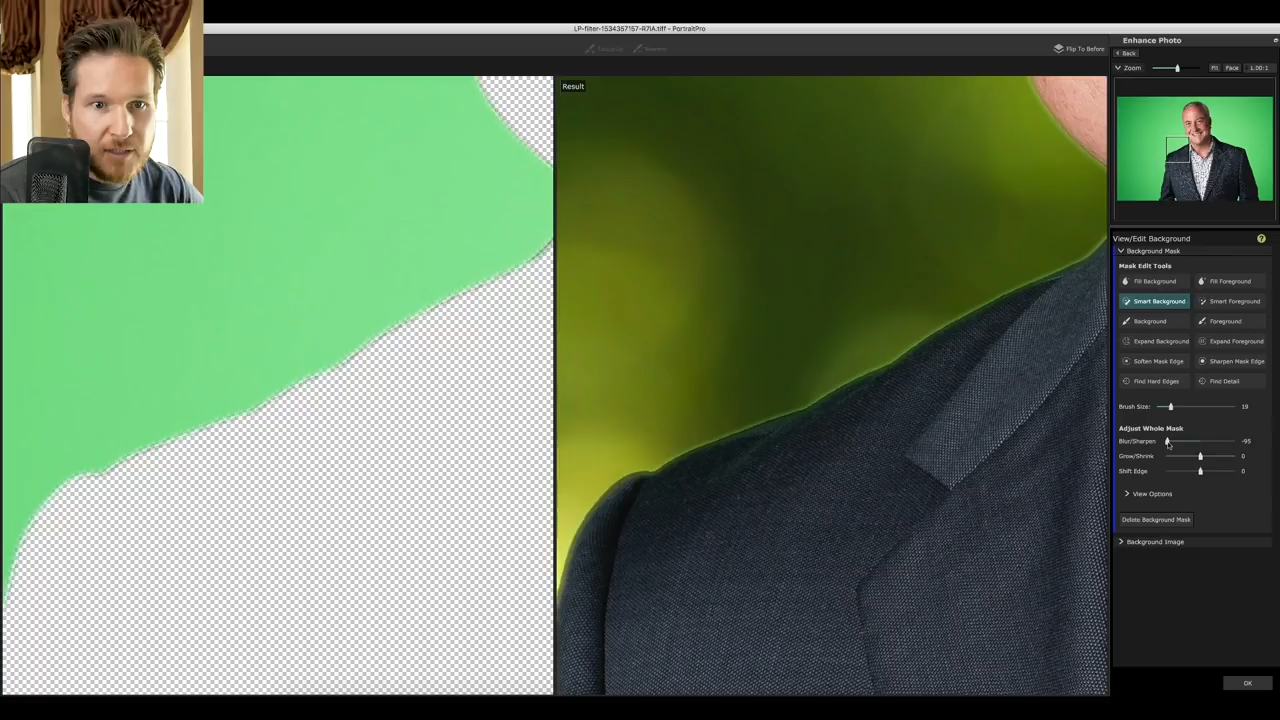 LP-filter-1534357157-R7IA.tiff - PortraitPro
Flip To Before
Result
Enhance Photo
Back
Zoom
Fit
Face
1.00:1
View/Edit Background
?
Background Mask
Mask Edit Tools
Fill Background
Fill Foreground
Smart Background
Smart Foreground
Background
Foreground
Expand Background
Expand Foreground
Soften Mask Edge
Sharpen Mask Edge
Find Hard Edges
Find Detail
Brush Size:
19
Adjust Whole Mask
Blur/Sharpen
-95
Grow/Shrink
0
Shift Edge
0
View Options
Delete Background Mask
Background Image
OK